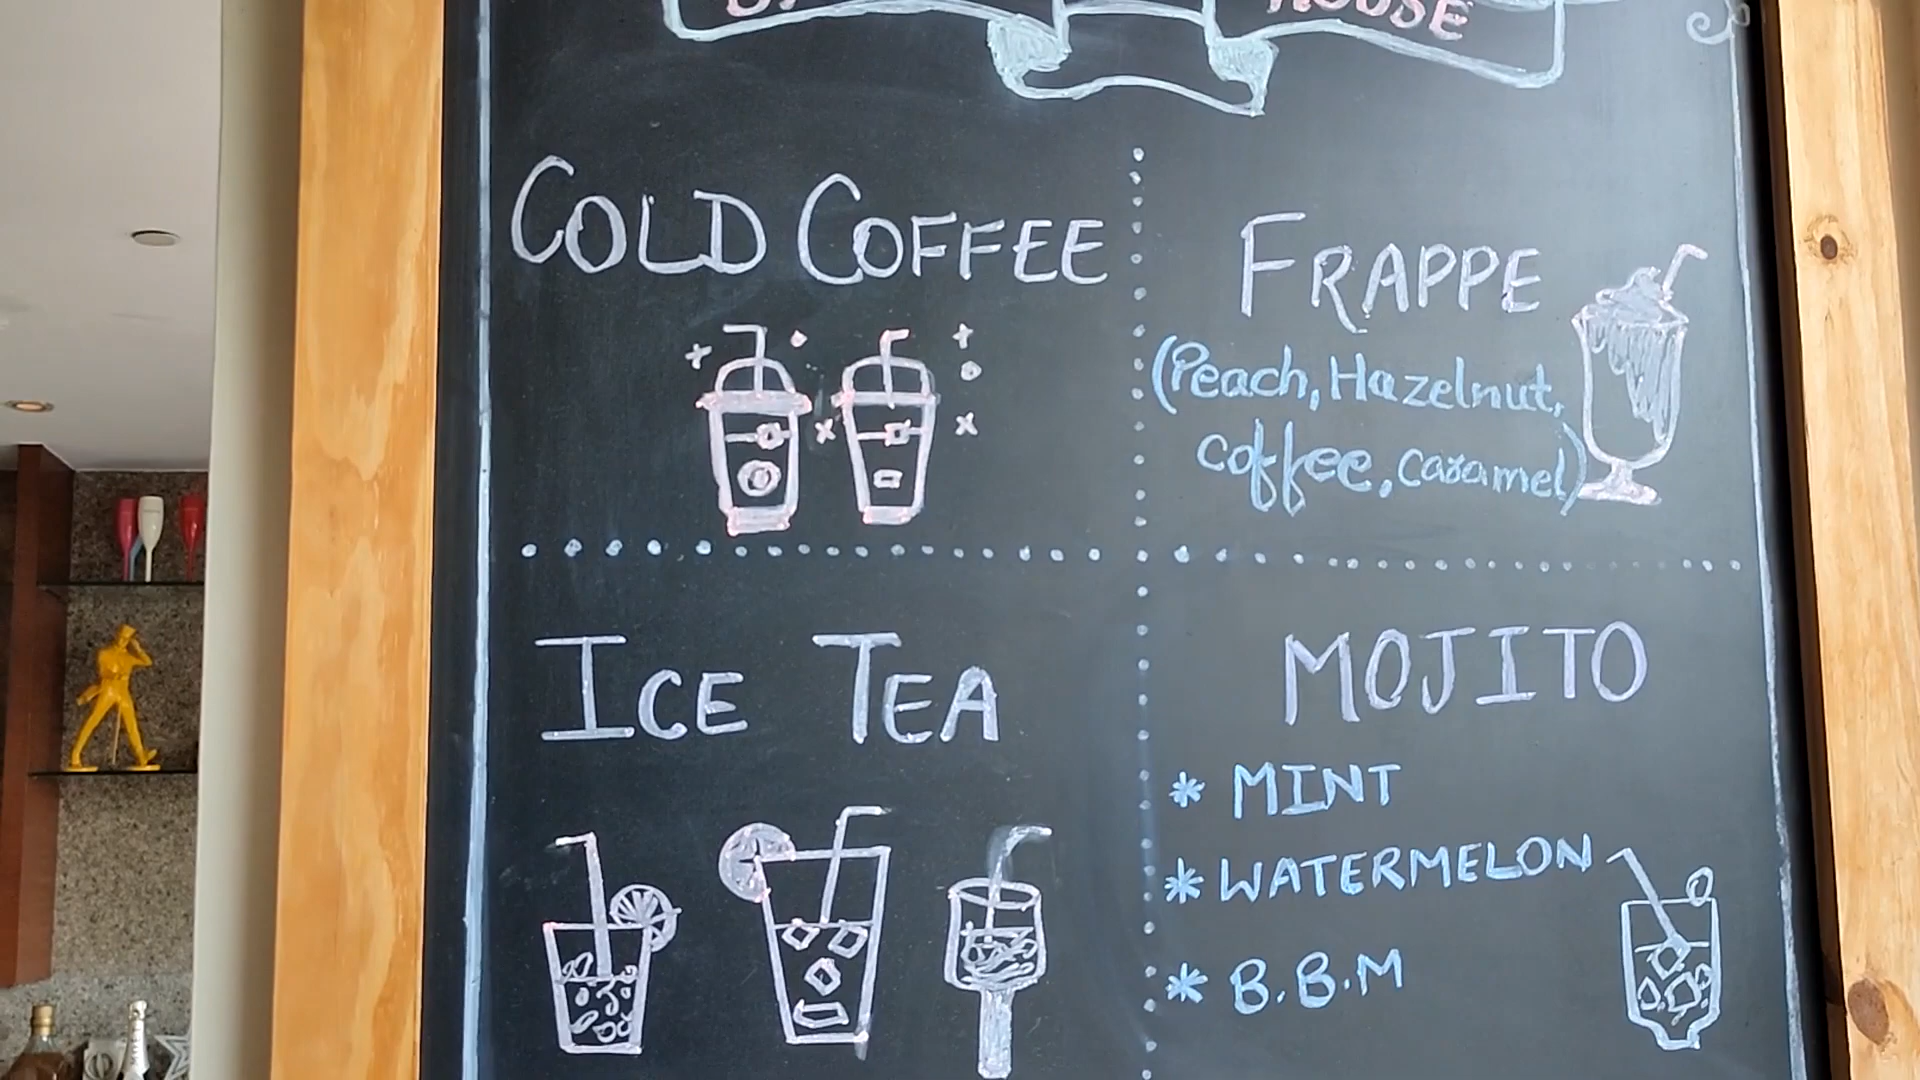 HOUSE
COLD COFFEE
FRAPPE
(Peach, Hazelnut,
coffee, caramel)
ICE TEA
MOJITO
* MINT
* WATERMELON
* B.B.M